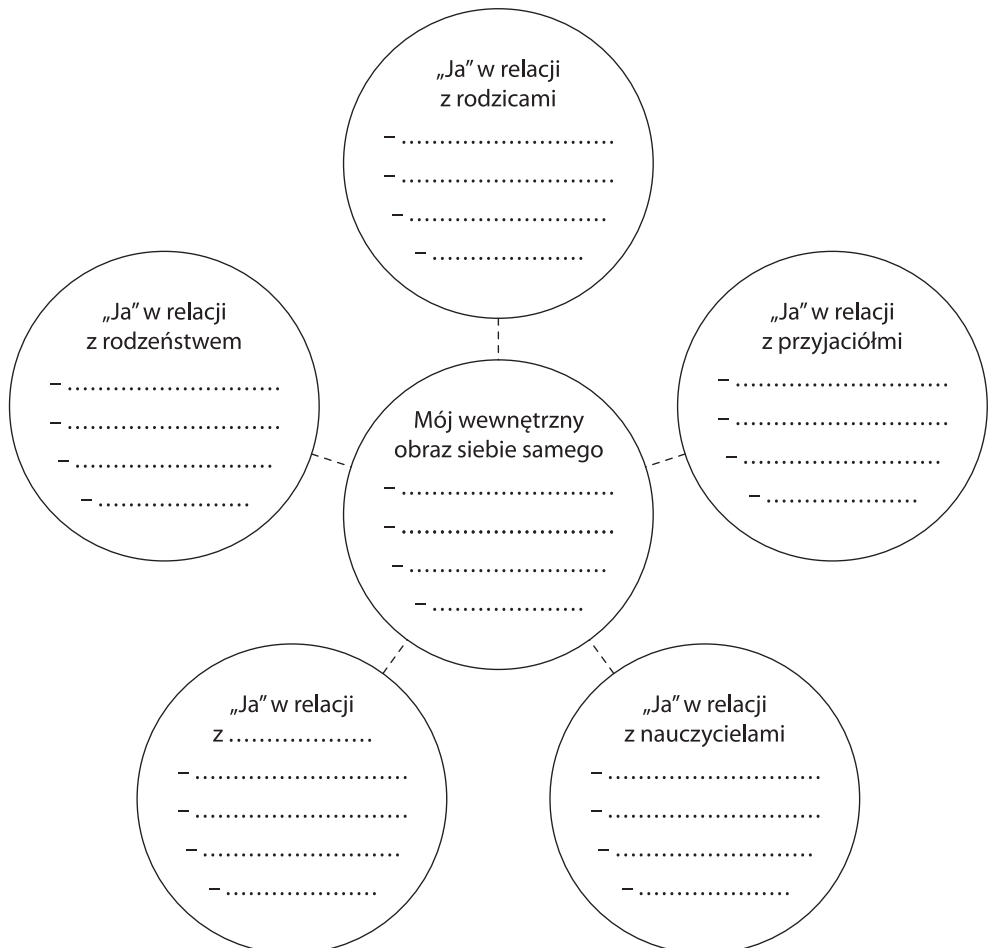 „Ja” w relacji
z rodzicami
– ............................
– ............................
– ..........................
– ....................
„Ja” w relacji
z rodzeństwem
– ............................
– ............................
– ..........................
– ....................
„Ja” w relacji
z przyjaciółmi
– ............................
– ............................
– ..........................
– ....................
Mój wewnętrzny
obraz siebie samego
– ............................
– ............................
– ..........................
– ....................
„Ja” w relacji
z ...................
– ............................
– ............................
– ..........................
– ....................
„Ja” w relacji
z nauczycielami
– ............................
– ............................
– ..........................
– ....................